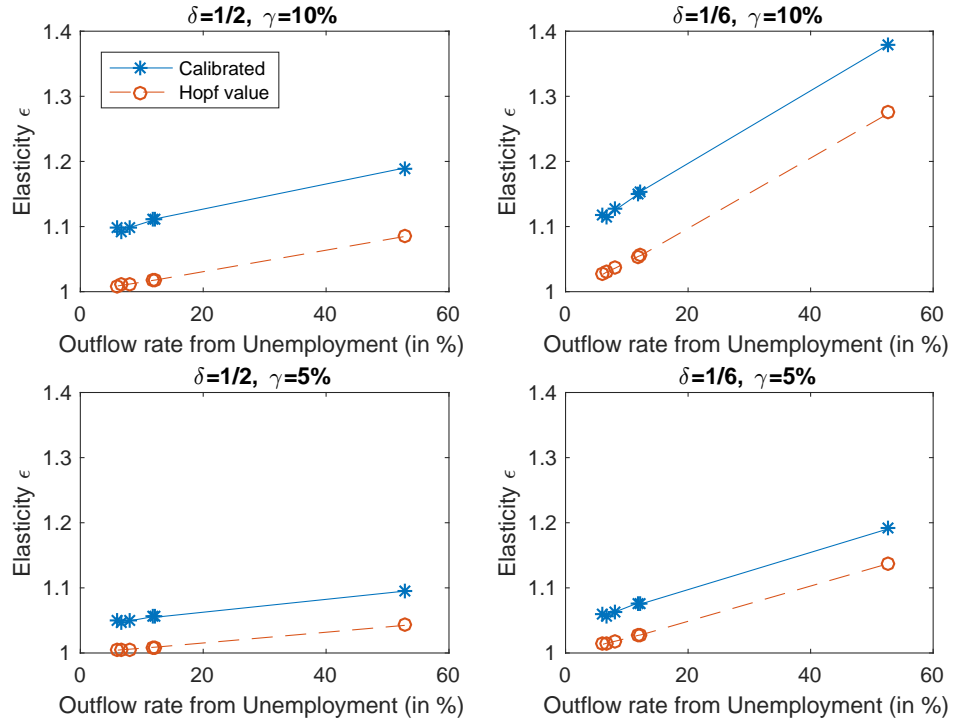 δ=1/2, γ=10%
1.4
1.3
1.2
1.1
1
Elasticity ϵ
Calibrated
Hopf value
0 20 40 60
Outflow rate from Unemployment (in %)
δ=1/6, γ=10%
1.4
1.3
1.2
1.1
1
Elasticity ϵ
0 20 40 60
Outflow rate from Unemployment (in %)
δ=1/2, γ=5%
1.4
1.3
1.2
1.1
1
Elasticity ϵ
0 20 40 60
Outflow rate from Unemployment (in %)
δ=1/6, γ=5%
1.4
1.3
1.2
1.1
1
Elasticity ϵ
0 20 40 60
Outflow rate from Unemployment (in %)